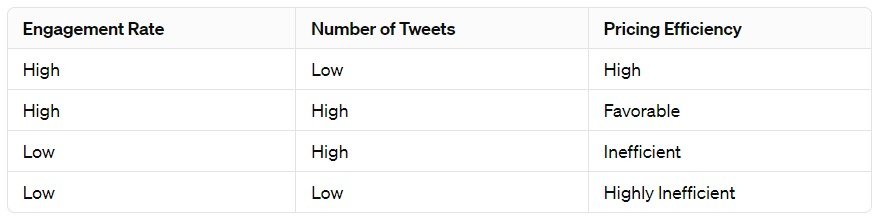 Engagement Rate Number of Tweets Pricing Efficiency
High Low High
High High Favorable
Low High Inefficient
Low Low Highly Inefficient